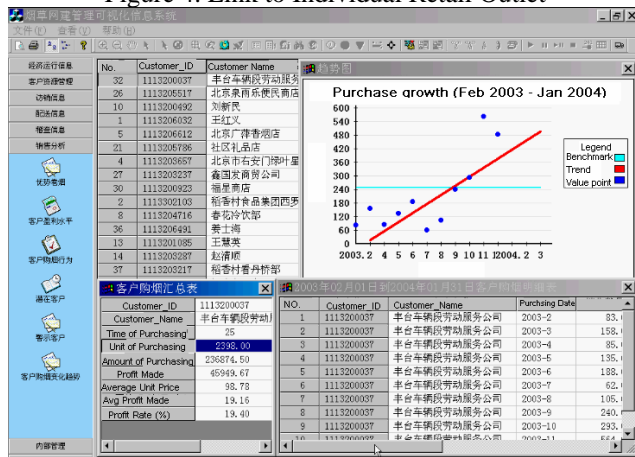 Figure 4. Link to Individual Retail Outlet
烟草网建管理可视化信息系统
文件(F) 查看(V) 帮助(H)
经济运行信息
客户资源管理
访销信息
配送信息
稽查信息
销售分析
优势卷烟
客户盈利水平
客户购烟行为
潜在客户
警示客户
客户购烟变化趋势
内部管理
No. Customer_ID Customer Name
32 1113200037 丰台车辆段劳动服务
26 1113205517 北京泉雨乐便民商店
10 1113200492 刘新民
1 1113206032 王红义
5 1113206612 北京广萍香烟店
21 1113205786 社区礼品店
4 1113203657 北京市右安门绿叶星
27 1113203237 鑫国发商贸公司
30 1113200923 福星商店
2 1113302103 稻香村食品集团西罗
8 1113204716 春花冷饮部
36 1113206491 姜士海
13 1113201085 王慧英
14 1113203287 赵清顺
37 1113203217 稻香村看丹桥部
趋势图
Purchase growth (Feb 2003 - Jan 2004)
600
540
480
420
360
300
240
180
120
60
0
2003. 2 4 5 6 7 8 9 10 11 12004. 2 3
Legend
Benchmark
Trend
Value point
客户购烟汇总表
Customer_ID 1113200037
Customer_Name 丰台车辆段劳动
Time of Purchasing 25
Unit of Purchasing 2398.00
Amount of Purchasing 236874.50
Profit Made 45949.67
Average Unit Price 98.78
Avg Profit Made 19.16
Profit Rate (%) 19.40
2003年02月01日到2004年01月31日客户购烟明细表
NO. Customer_ID Customer_Name Purchsing Date
1 1113200037 丰台车辆段劳动服务公司 2003-2 83.
2 1113200037 丰台车辆段劳动服务公司 2003-3 158.
3 1113200037 丰台车辆段劳动服务公司 2003-4 85.
4 1113200037 丰台车辆段劳动服务公司 2003-5 135.
5 1113200037 丰台车辆段劳动服务公司 2003-6 188.
6 1113200037 丰台车辆段劳动服务公司 2003-7 62.
7 1113200037 丰台车辆段劳动服务公司 2003-8 105.
8 1113200037 丰台车辆段劳动服务公司 2003-9 240.
9 1113200037 丰台车辆段劳动服务公司 2003-10 293.
10 1113200037 丰台车辆段劳动服务公司 2003-11 564